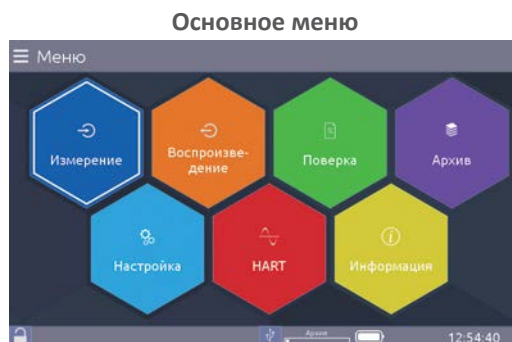 Основное меню
Меню
Измерение
Воспроизве-
дение
Поверка
Архив
Настройка
HART
Информация
Архив
12:54:40